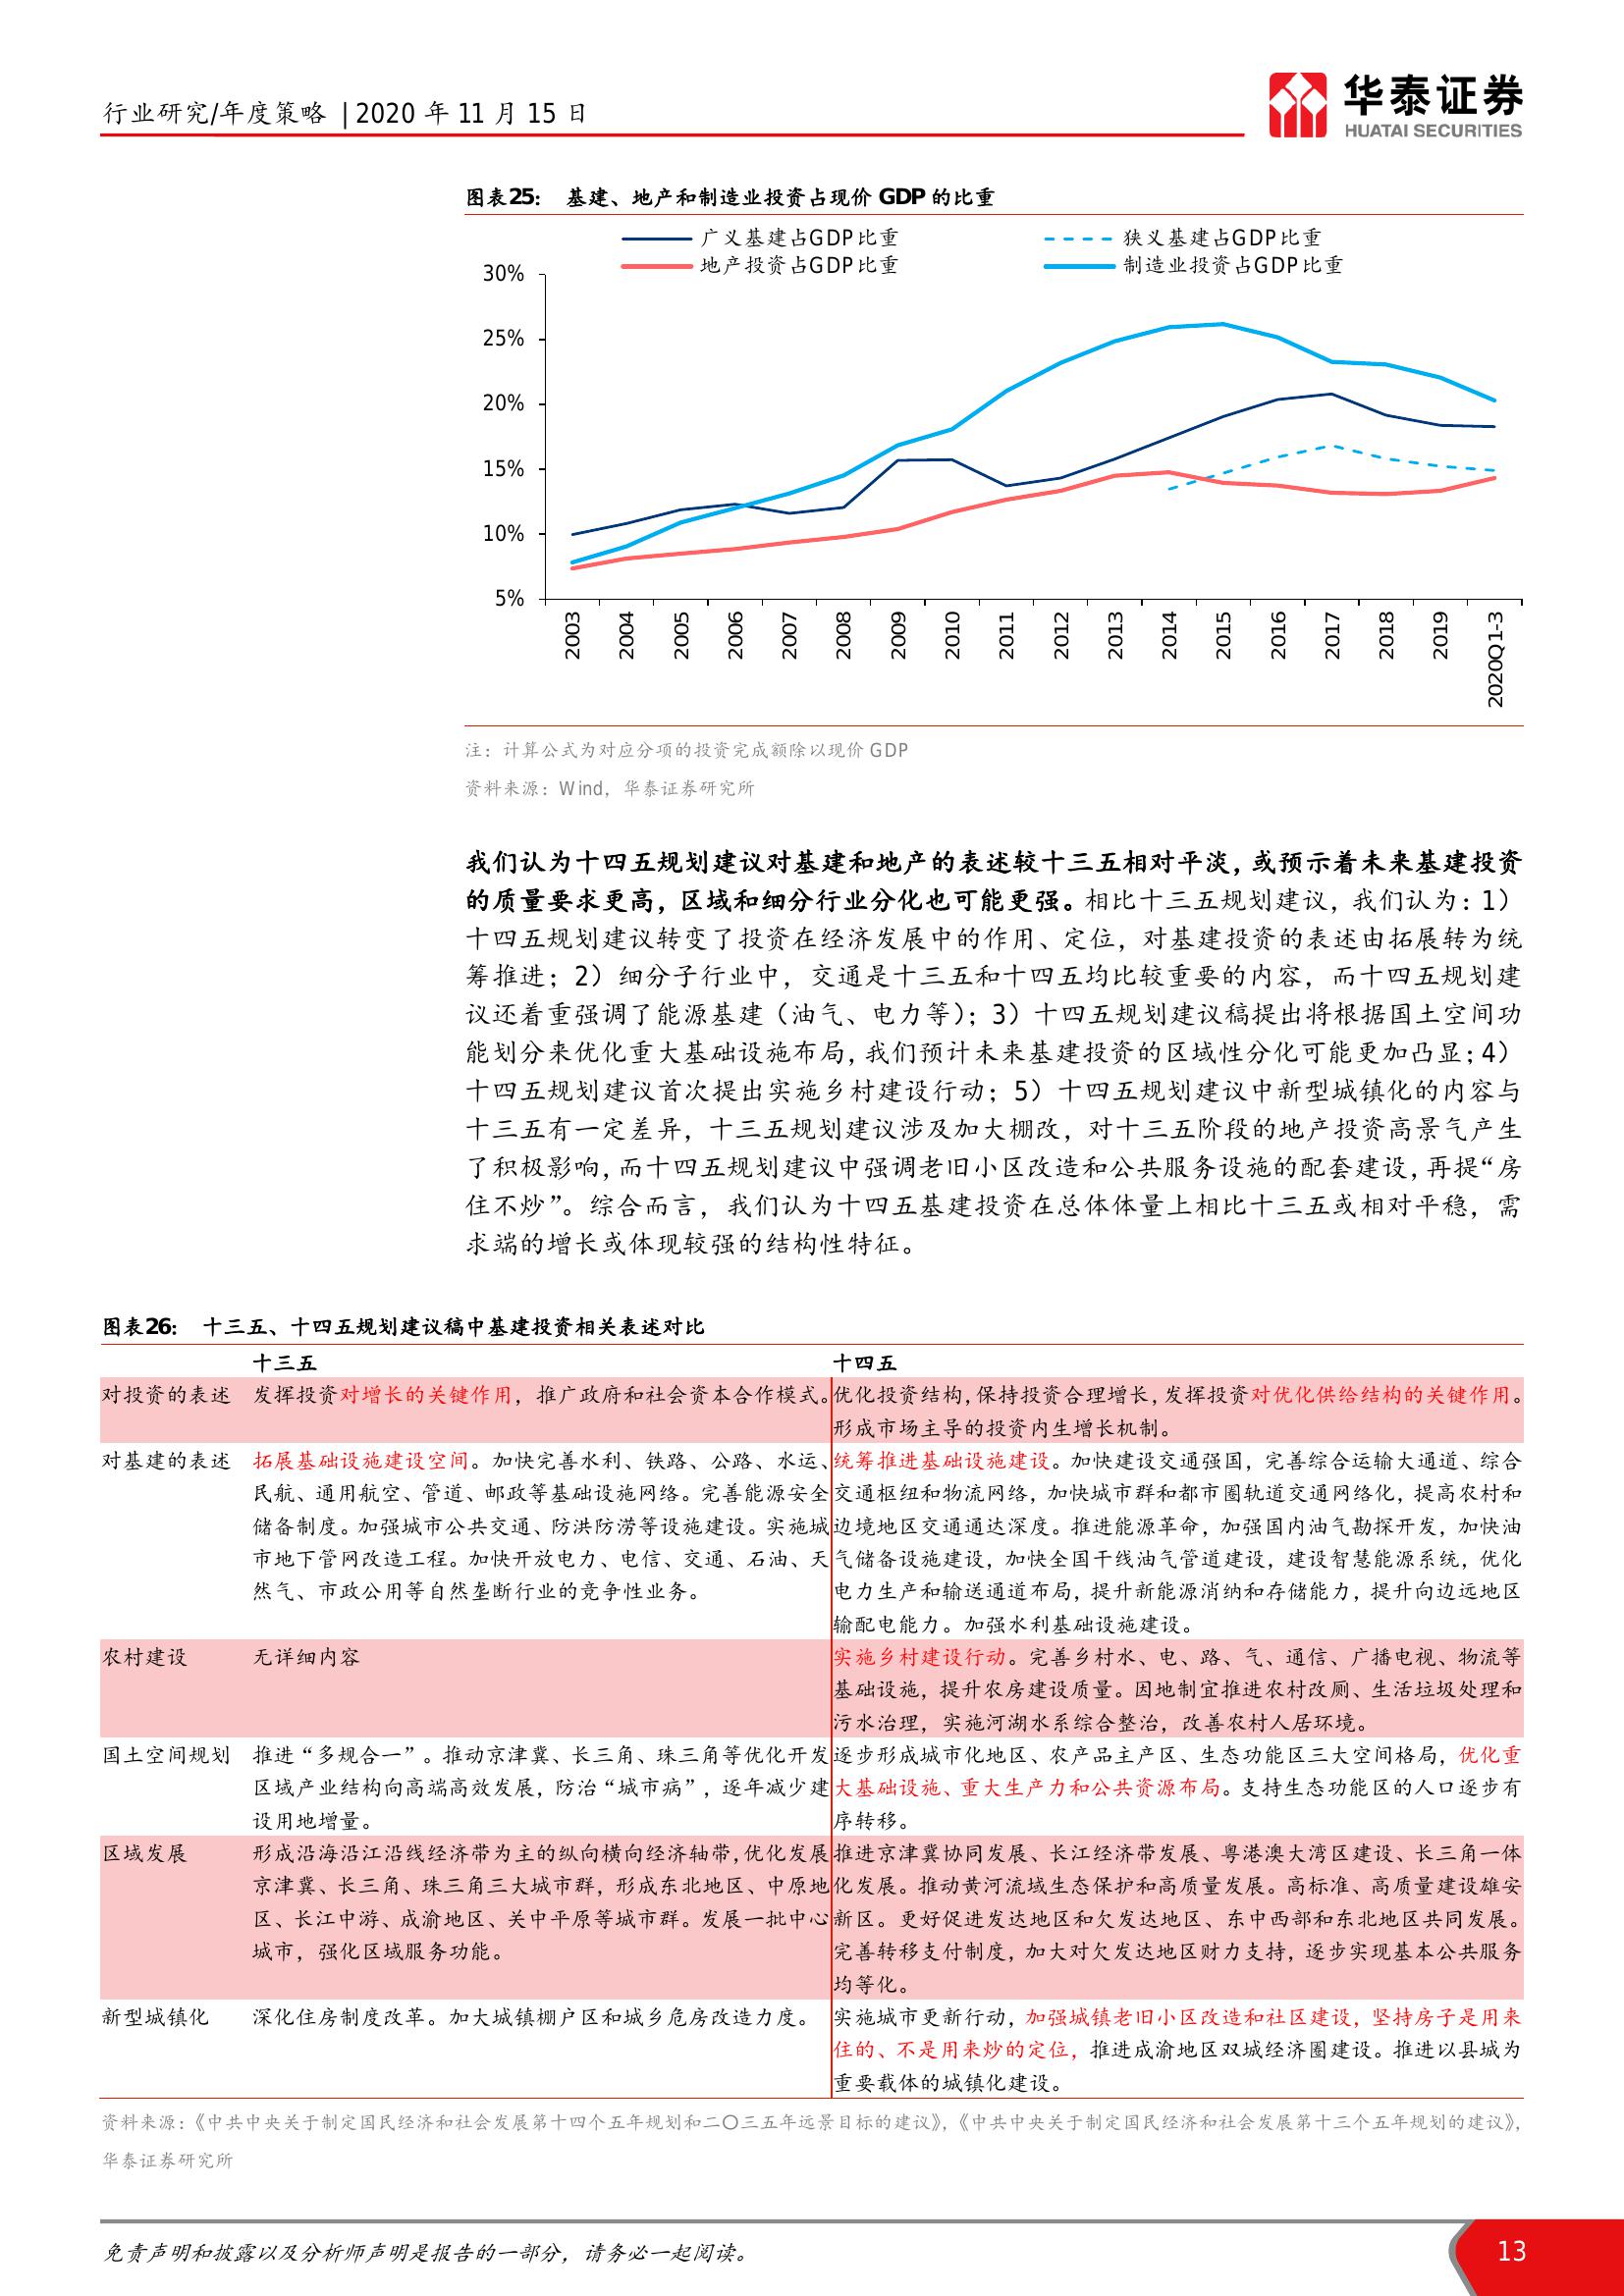 行业研究/年度策略 | 2020 年 11 月 15 日
华泰证券
HUATAI SECURITIES
图表25： 基建、地产和制造业投资占现价 GDP 的比重
广义基建占GDP比重
狭义基建占GDP比重
地产投资占GDP比重
制造业投资占GDP比重
30%
25%
20%
15%
10%
5%
2003
2004
2005
2006
2007
2008
2009
2010
2011
2012
2013
2014
2015
2016
2017
2018
2019
2020Q1-3
注：计算公式为对应分项的投资完成额除以现价 GDP
资料来源：Wind，华泰证券研究所
我们认为十四五规划建议对基建和地产的表述较十三五相对平淡，或预示着未来基建投资
的质量要求更高，区域和细分行业分化也可能更强。相比十三五规划建议，我们认为：1）
十四五规划建议转变了投资在经济发展中的作用、定位，对基建投资的表述由拓展转为统
筹推进；2）细分子行业中，交通是十三五和十四五均比较重要的内容，而十四五规划建
议还着重强调了能源基建（油气、电力等）；3）十四五规划建议稿提出将根据国土空间功
能划分来优化重大基础设施布局，我们预计未来基建投资的区域性分化可能更加凸显；4）
十四五规划建议首次提出实施乡村建设行动；5）十四五规划建议中新型城镇化的内容与
十三五有一定差异，十三五规划建议涉及加大棚改，对十三五阶段的地产投资高景气产生
了积极影响，而十四五规划建议中强调老旧小区改造和公共服务设施的配套建设，再提“房
住不炒”。综合而言，我们认为十四五基建投资在总体体量上相比十三五或相对平稳，需
求端的增长或体现较强的结构性特征。
图表26： 十三五、十四五规划建议稿中基建投资相关表述对比
十三五
十四五
对投资的表述
发挥投资对增长的关键作用，推广政府和社会资本合作模式。
优化投资结构，保持投资合理增长，发挥投资对优化供给结构的关键作用。
形成市场主导的投资内生增长机制。
对基建的表述
拓展基础设施建设空间。加快完善水利、铁路、公路、水运、
民航、通用航空、管道、邮政等基础设施网络。完善能源安全
储备制度。加强城市公共交通、防洪防涝等设施建设。实施城
市地下管网改造工程。加快开放电力、电信、交通、石油、天
然气、市政公用等自然垄断行业的竞争性业务。
统筹推进基础设施建设。加快建设交通强国，完善综合运输大通道、综合
交通枢纽和物流网络，加快城市群和都市圈轨道交通网络化，提高农村和
边境地区交通通达深度。推进能源革命，加强国内油气勘探开发，加快油
气储备设施建设，加快全国干线油气管道建设，建设智慧能源系统，优化
电力生产和输送通道布局，提升新能源消纳和存储能力，提升向边远地区
输配电能力。加强水利基础设施建设。
农村建设
无详细内容
实施乡村建设行动。完善乡村水、电、路、气、通信、广播电视、物流等
基础设施，提升农房建设质量。因地制宜推进农村改厕、生活垃圾处理和
污水治理，实施河湖水系综合整治，改善农村人居环境。
国土空间规划
推进“多规合一”。推动京津冀、长三角、珠三角等优化开发
区域产业结构向高端高效发展，防治“城市病”，逐年减少建
设用地增量。
逐步形成城市化地区、农产品主产区、生态功能区三大空间格局，优化重
大基础设施、重大生产力和公共资源布局。支持生态功能区的人口逐步有
序转移。
区域发展
形成沿海沿江沿线经济带为主的纵向横向经济轴带，优化发展
京津冀、长三角、珠三角三大城市群，形成东北地区、中原地
区、长江中游、成渝地区、关中平原等城市群。发展一批中心
城市，强化区域服务功能。
推进京津冀协同发展、长江经济带发展、粤港澳大湾区建设、长三角一体
化发展。推动黄河流域生态保护和高质量发展。高标准、高质量建设雄安
新区。更好促进发达地区和欠发达地区、东中西部和东北地区共同发展。
完善转移支付制度，加大对欠发达地区财力支持，逐步实现基本公共服务
均等化。
新型城镇化
深化住房制度改革。加大城镇棚户区和城乡危房改造力度。
实施城市更新行动，加强城镇老旧小区改造和社区建设，坚持房子是用来
住的、不是用来炒的定位，推进成渝地区双城经济圈建设。推进以县城为
重要载体的城镇化建设。
资料来源：《中共中央关于制定国民经济和社会发展第十四个五年规划和二〇三五年远景目标的建议》，《中共中央关于制定国民经济和社会发展第十三个五年规划的建议》，
华泰证券研究所
免责声明和披露以及分析师声明是报告的一部分，请务必一起阅读。
13